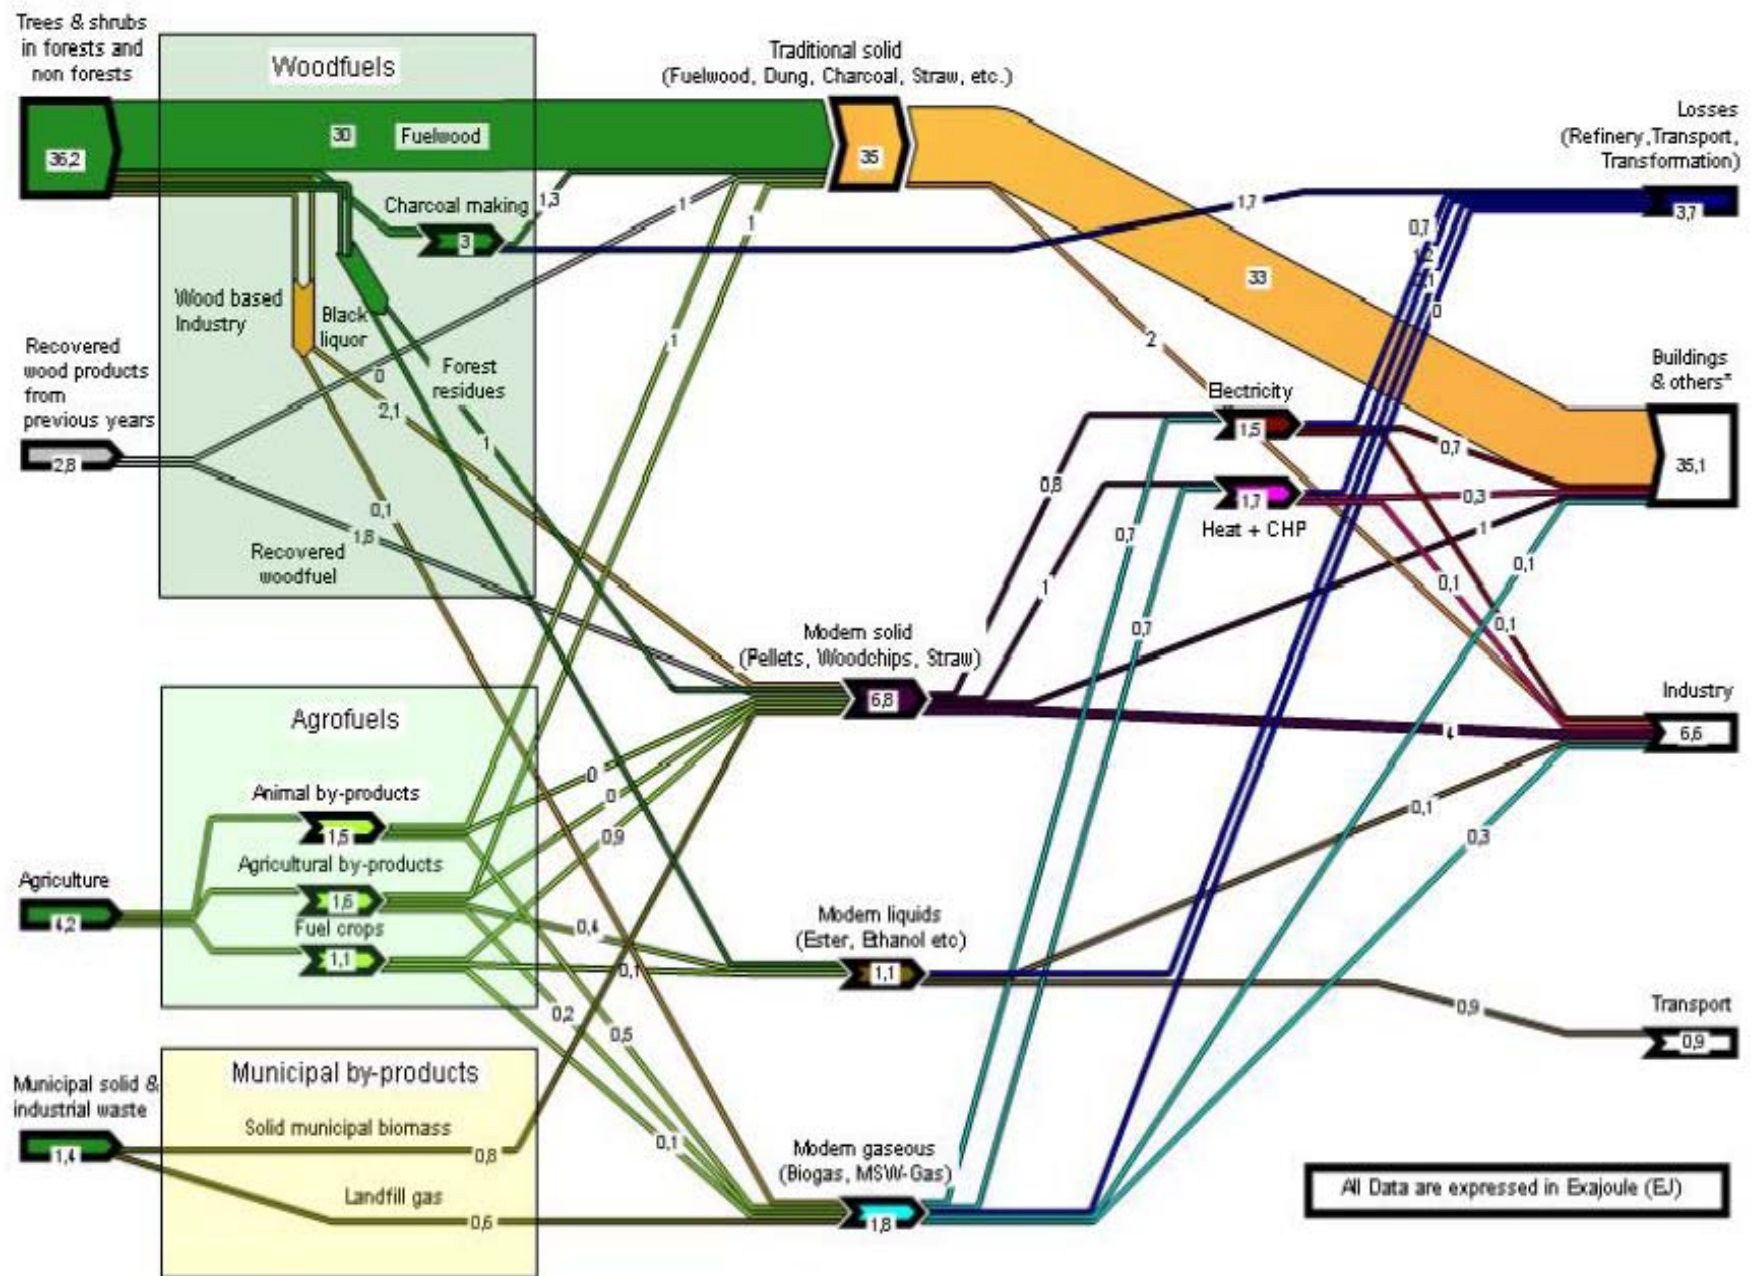 Trees & shrubs
in forests and
non forests
36,2
Woodfuels
30
Fuelwood
Charcoal making
3
1,3
Wood based
Industry
Black
liquor
Forest
residues
0
2,1
1
0,1
1,8
Recovered
woodfuel
Recovered
wood products
from
previous years
2,8
Traditional solid
(Fuelwood, Dung, Charcoal, Straw, etc.)
35
1
1
1
1,7
33
2
Losses
(Refinery,Transport,
Transformation)
3,7
0,7
0
Buildings
& others*
35,1
Electricity
1,5
0,7
1,7
0,3
Heat + CHP
0,8
1
0,7
0,7
1
0,1
0,1
0,1
Modern solid
(Pellets, Woodchips, Straw)
6,8
4
Industry
6,6
Agrofuels
Animal by-products
1,5
Agricultural by-products
1,6
Fuel crops
1,1
Agriculture
4,2
0
0
0,9
0,4
0,1
0,2
0,5
0,1
Modern liquids
(Ester, Ethanol etc)
1,1
0,1
0,3
0,9
Transport
0,9
Municipal by-products
Municipal solid &
industrial waste
1,4
Solid municipal biomass
0,8
Landfill gas
0,6
Modern gaseous
(Biogas, MSW-Gas)
1,8
All Data are expressed in Exajoule (EJ)